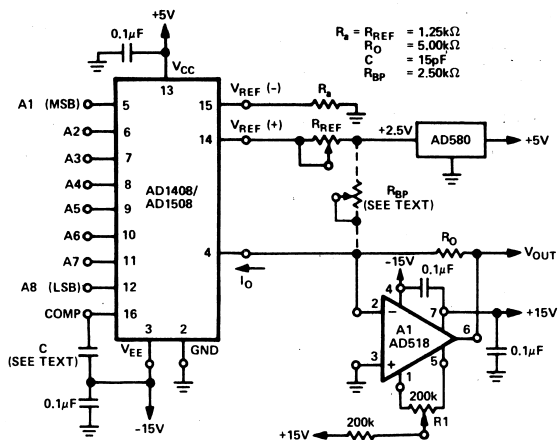 +5V
0.1μF
R_a = R_REF = 1.25kΩ
R_O = 5.00kΩ
C = 15pF
R_BP = 2.50kΩ
V_CC
13
A1 (MSB) 5
15 V_REF (-) R_a
A2 6
14 V_REF (+) R_REF +2.5V AD580 +5V
A3 7
A4 8
AD1408/
AD1508
R_BP
(SEE TEXT)
A5 9
A6 10
A7 11
4 R_O V_OUT
I_O
A8 (LSB) 12
-15V 0.1μF
COMP 16
4
2 − 7 +15V
C
(SEE TEXT)
3 2
V_EE GND
A1
AD518
6
3 +
0.1μF
1 5
0.1μF
-15V
200k
R1
+15V 200k